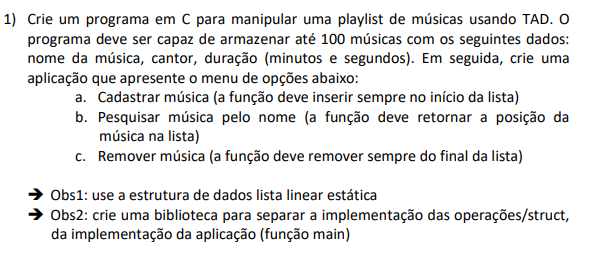 1) Crie um programa em C para manipular uma playlist de músicas usando TAD. O
programa deve ser capaz de armazenar até 100 músicas com os seguintes dados:
nome da música, cantor, duração (minutos e segundos). Em seguida, crie uma
aplicação que apresente o menu de opções abaixo:
a. Cadastrar música (a função deve inserir sempre no início da lista)
b. Pesquisar música pelo nome (a função deve retornar a posição da
música na lista)
c. Remover música (a função deve remover sempre do final da lista)
➔ Obs1: use a estrutura de dados lista linear estática
➔ Obs2: crie uma biblioteca para separar a implementação das operações/struct,
da implementação da aplicação (função main)